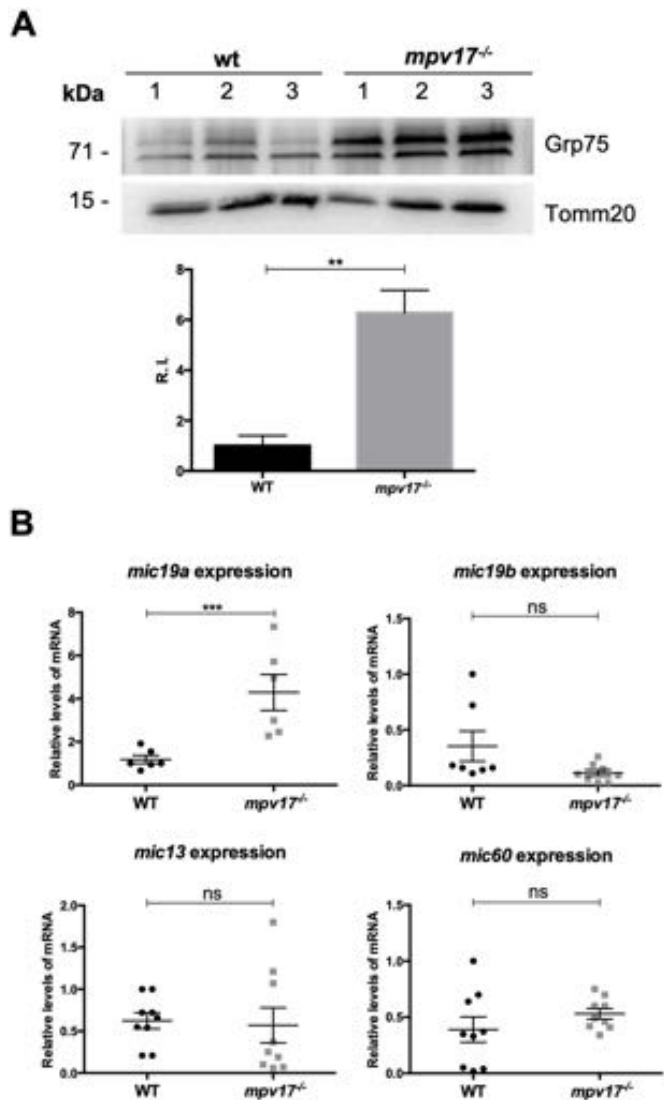 A
wt mpv17-/-
kDa 1 2 3 1 2 3
71 - Grp75
15 - Tomm20
**
8
6
4
2
0
R. I.
WT mpv17-/-
B
mic19a expression
***
8
6
4
2
0
Relative levels of mRNA
WT mpv17-/-
mic19b expression
ns
1.5
1.0
0.5
0.0
Relative levels of mRNA
WT mpv17-/-
mic13 expression
ns
2.0
1.5
1.0
0.5
0.0
Relative levels of mRNA
WT mpv17-/-
mic60 expression
ns
1.5
1.0
0.5
0.0
Relative levels of mRNA
WT mpv17-/-